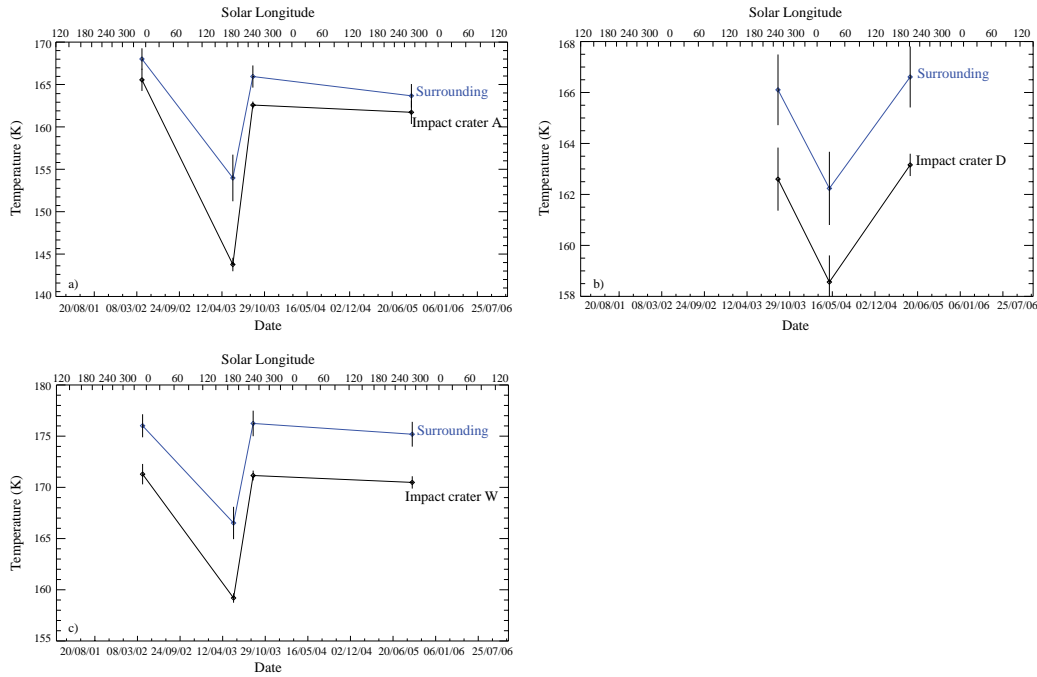 Solar Longitude
120 180 240 300 0 60 120 180 240 0 60 120 180 240 300 0 60 120
170
165
160
155
150
145
140
Temperature (K)
Surrounding
Impact crater A
a)
20/08/01 08/03/02 24/09/02 12/04/03 29/10/03 16/05/04 02/12/04 20/06/05 06/01/06 25/07/06
Date
Solar Longitude
120 180 240 300 0 60 120 180 240 300 0 60 120 180 240 300 0 60 120
168
166
164
162
160
158
Temperature (K)
Surrounding
Impact crater D
b)
20/08/01 08/03/02 24/09/02 12/04/03 29/10/03 16/05/04 02/12/04 20/06/05 06/01/06 25/07/06
Date
Solar Longitude
120 180 240 300 0 60 120 180 240 0 60 120 180 240 300 0 60 120
180
175
170
165
160
155
Temperature (K)
Surrounding
Impact crater W
c)
20/08/01 08/03/02 24/09/02 12/04/03 29/10/03 16/05/04 02/12/04 20/06/05 06/01/06 25/07/06
Date